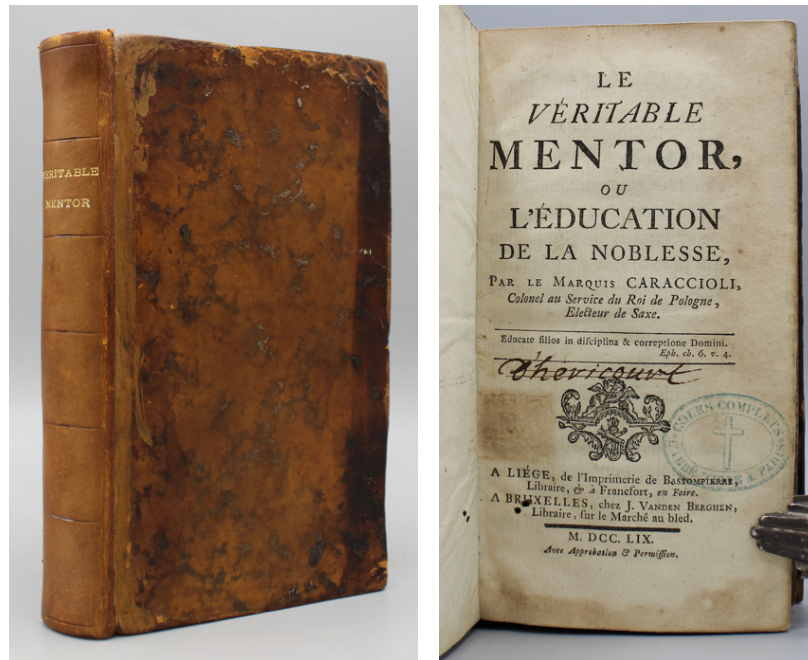 VERITABLE
MENTOR
LE
VÉRITABLE
MENTOR,
OU
L'ÉDUCATION
DE LA NOBLESSE,
PAR LE MARQUIS CARACCIOLI,
Colonel au Service du Roi de Pologne,
Electeur de Saxe.
Educate filios in disciplina & correptione Domini.
Eph. ch. 6. v. 4.
D'hericourt
COMPLETS
A PARIS
A LIÉGE, de l'Imprimerie de BASSOMPIERRE,
Libraire, & à Francfort, en Foire.
A BRUXELLES, chez J. VANDEN BERGHEN,
Libraire, sur le Marché au bled.
M. DCC. LIX.
Avec Approbation & Permission.